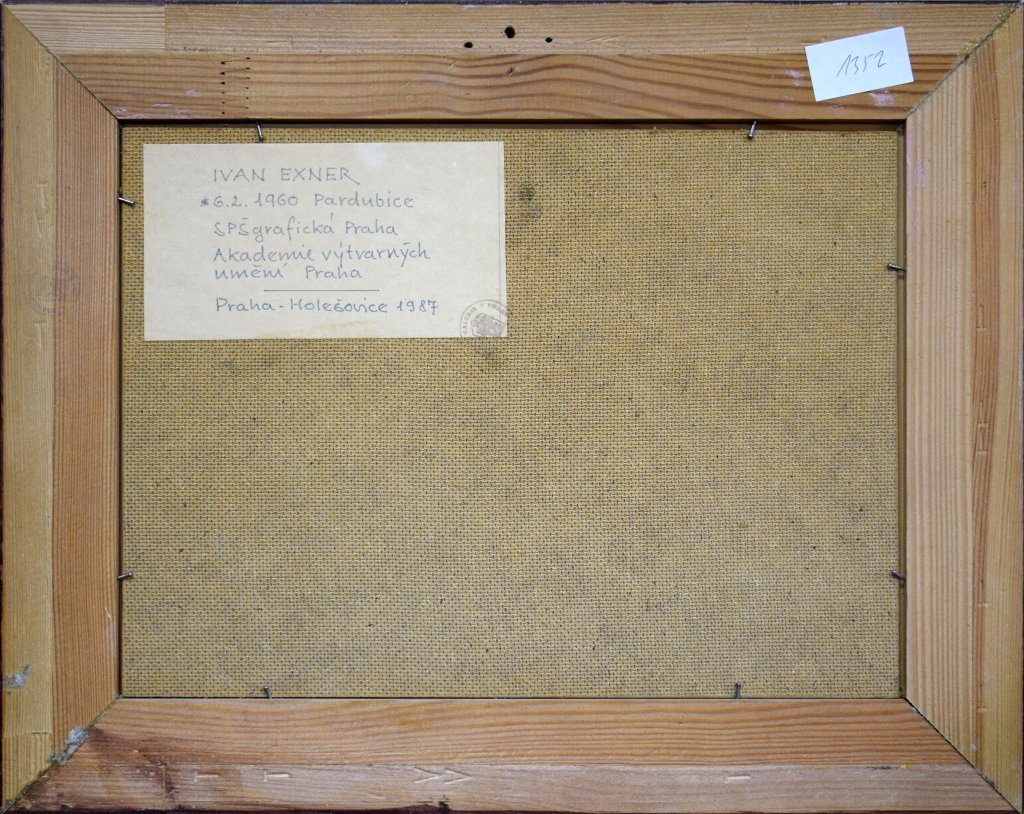 1352
IVAN EXNER
*6.2.1960 Pardubice
SPŠgrafická Praha
Akademie výtvarných
umění Praha
Praha-Holešovice 1987